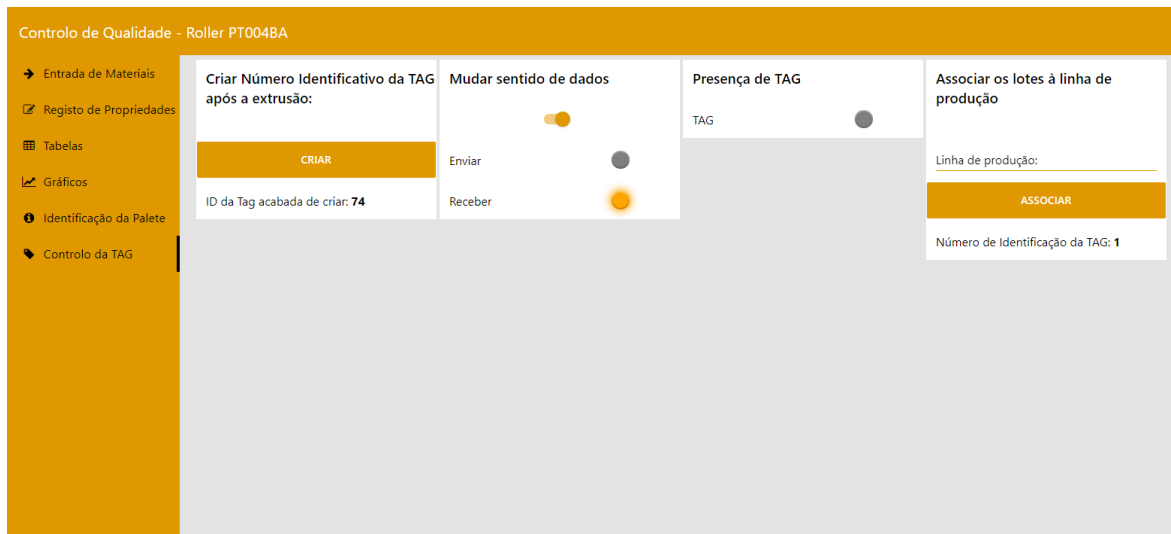 Controlo de Qualidade - Roller PT004BA
Entrada de Materiais
Registo de Propriedades
Tabelas
Gráficos
Identificação da Palete
Controlo da TAG
Criar Número Identificativo da TAG
após a extrusão:
CRIAR
ID da Tag acabada de criar: 74
Mudar sentido de dados
Enviar
Receber
Presença de TAG
TAG
Associar os lotes à linha de
produção
Linha de produção:
ASSOCIAR
Número de Identificação da TAG: 1